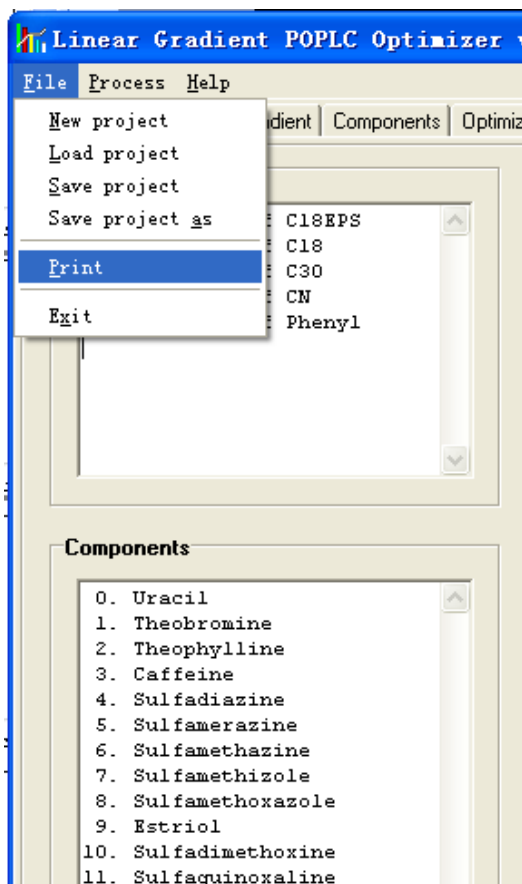 Linear Gradient POPLC Optimizer
File Process Help
dient Components Optimiz
New project
Load project
Save project
Save project as
Print
Exit
C18EPS
C18
C30
CN
Phenyl
Components
0. Uracil
1. Theobromine
2. Theophylline
3. Caffeine
4. Sulfadiazine
5. Sulfamerazine
6. Sulfamethazine
7. Sulfamethizole
8. Sulfamethoxazole
9. Estriol
10. Sulfadimethoxine
11. Sulfaquinoxaline